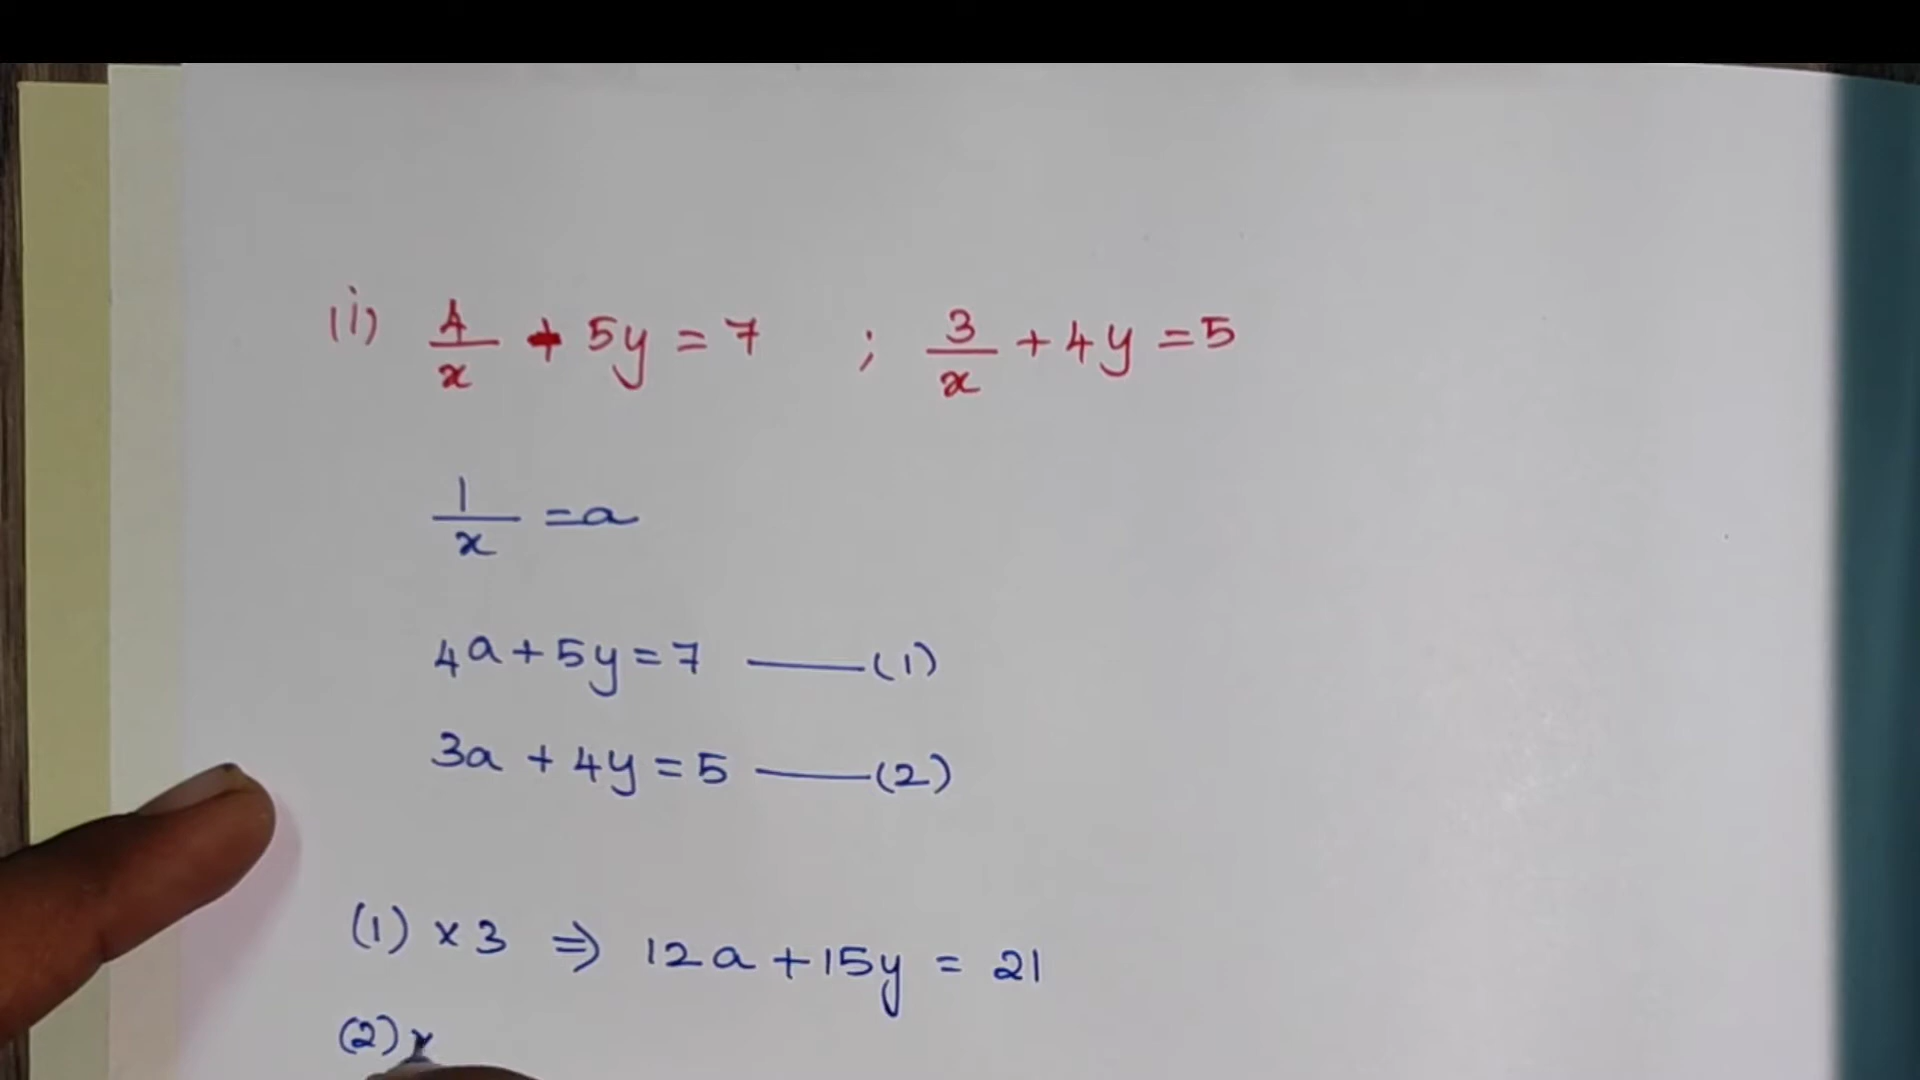 (i) 4/x + 5y = 7 ; 3/x + 4y = 5
1/x = a
4a + 5y = 7 —— (1)
3a + 4y = 5 —— (2)
(1) × 3 ⇒ 12a + 15y = 21
(2) ×